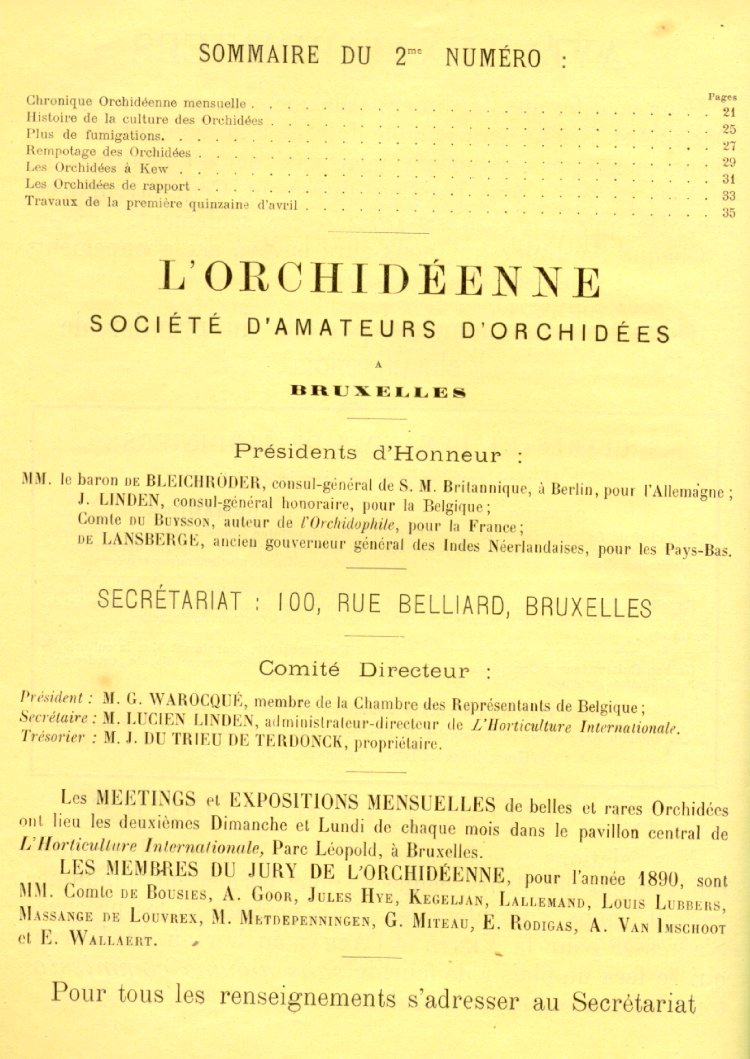 SOMMAIRE DU 2me NUMÉRO :
Pages
Chronique Orchidéenne mensuelle . . . . . . . . . . . . . . . . . . . . 21
Histoire de la culture des Orchidées . . . . . . . . . . . . . . . . . . . . 25
Plus de fumigations. . . . . . . . . . . . . . . . . . . . . 27
Rempotage des Orchidées . . . . . . . . . . . . . . . . . . . . 29
Les Orchidées à Kew . . . . . . . . . . . . . . . . . . . . 31
Les Orchidées de rapport . . . . . . . . . . . . . . . . . . . . 33
Travaux de la première quinzaine d'avril . . . . . . . . . . . . . . . . . . . . 35
L'ORCHIDÉENNE
SOCIÉTÉ D'AMATEURS D'ORCHIDÉES
A
BRUXELLES
Présidents d'Honneur :
MM. le baron DE BLEICHRÖDER, consul-général de S. M. Britannique, à Berlin, pour l'Allemagne ;
J. LINDEN, consul-général honoraire, pour la Belgique ;
Comte DU BUYSSON, auteur de l'Orchidophile, pour la France ;
DE LANSBERGE, ancien gouverneur général des Indes Néerlandaises, pour les Pays-Bas.
SECRÉTARIAT : 100, RUE BELLIARD, BRUXELLES
Comité Directeur :
Président : M. G. WAROCQUÉ, membre de la Chambre des Représentants de Belgique ;
Secrétaire : M. LUCIEN LINDEN, administrateur-directeur de L'Horticulture Internationale.
Trésorier : M. J. DU TRIEU DE TERDONCK, propriétaire.
Les MEETINGS et EXPOSITIONS MENSUELLES de belles et rares Orchidées
ont lieu les deuxièmes Dimanche et Lundi de chaque mois dans le pavillon central de
L'Horticulture Internationale, Parc Léopold, à Bruxelles.
LES MEMBRES DU JURY DE L'ORCHIDÉENNE, pour l'année 1890, sont
MM. Comte DE BOUSIES, A. GOOR, JULES HYE, KEGELJAN, LALLEMAND, LOUIS LUBBERS,
MASSANGE DE LOUVREX, M. METDEPENNINGEN, G. MITEAU, E. RODIGAS, A. VAN IMSCHOOT
et E. WALLAERT.
Pour tous les renseignements s'adresser au Secrétariat